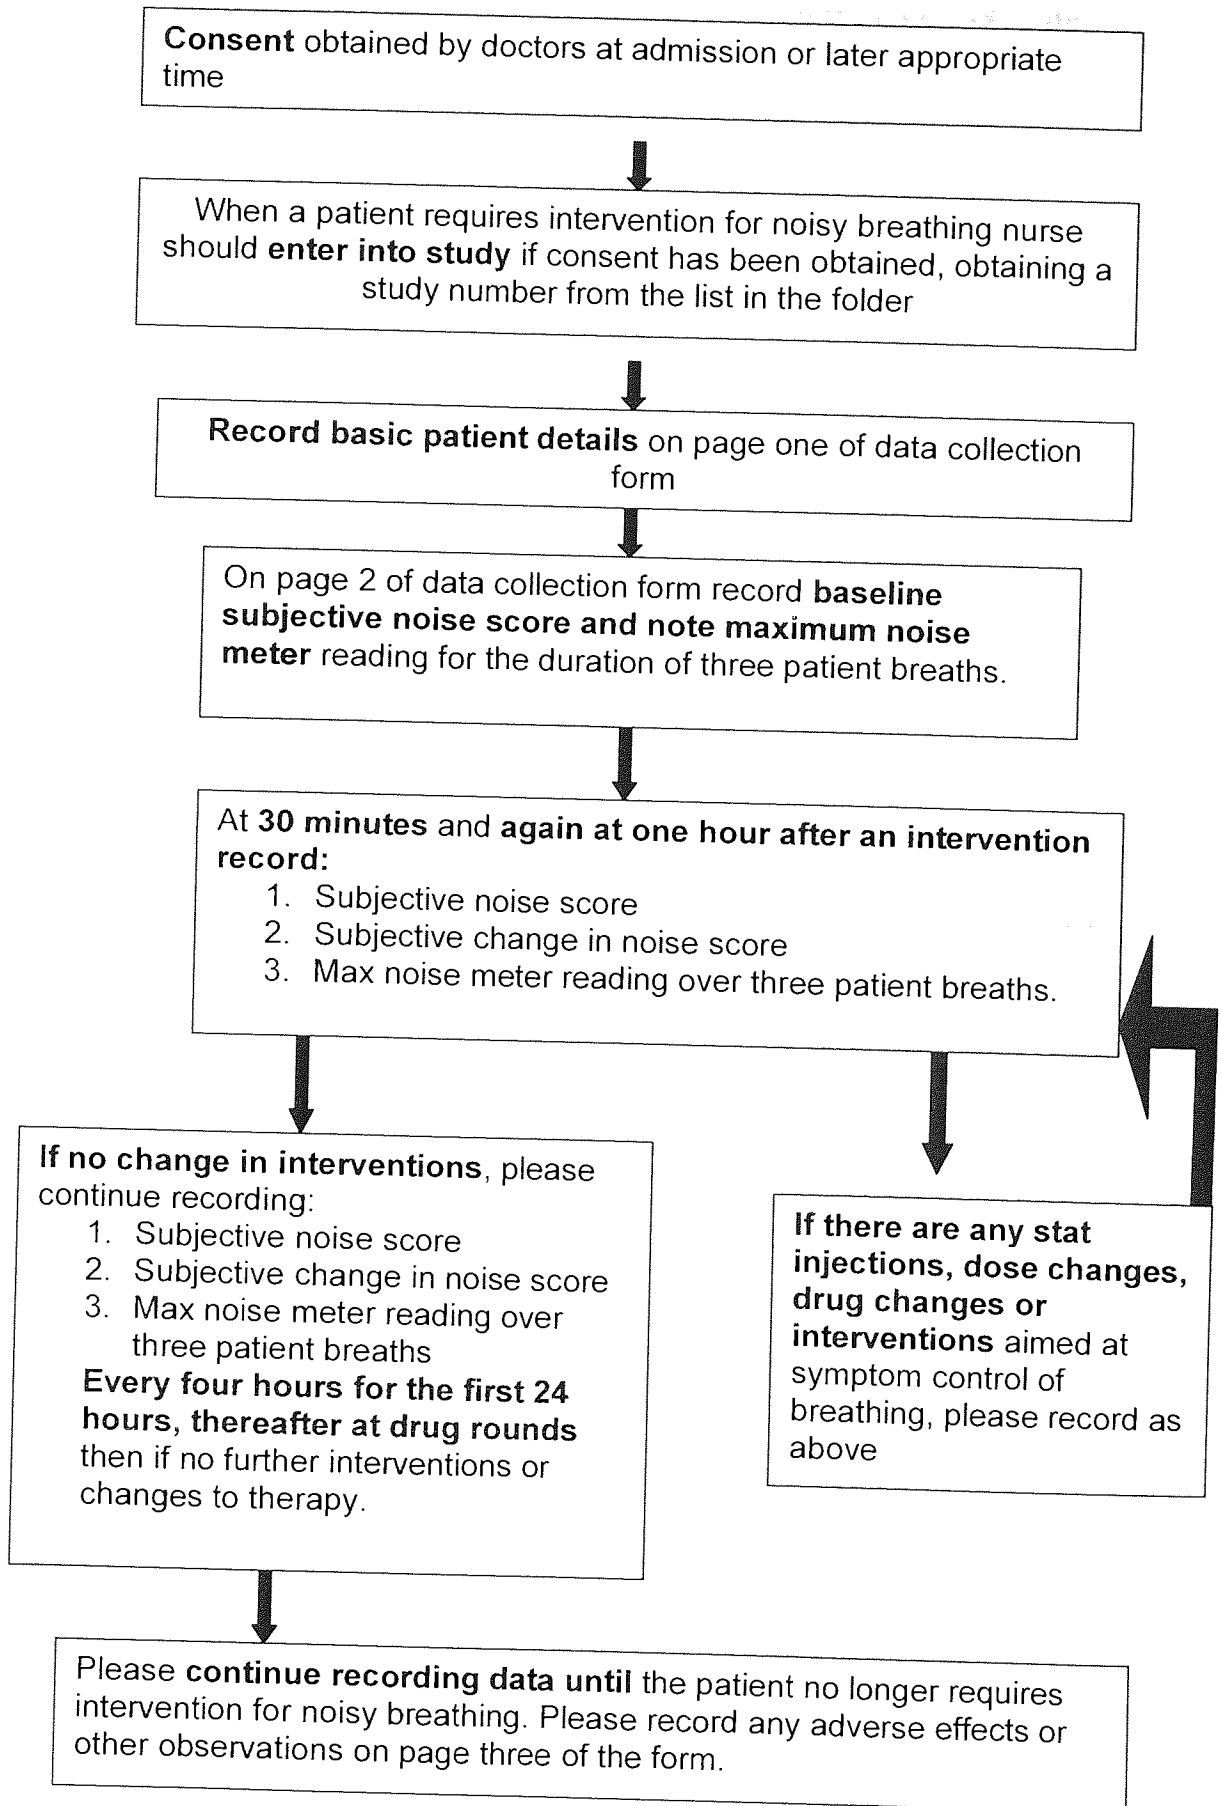 Consent obtained by doctors at admission or later appropriate
time
When a patient requires intervention for noisy breathing nurse
should enter into study if consent has been obtained, obtaining a
study number from the list in the folder
Record basic patient details on page one of data collection
form
On page 2 of data collection form record baseline
subjective noise score and note maximum noise
meter reading for the duration of three patient breaths.
At 30 minutes and again at one hour after an intervention
record:
1. Subjective noise score
2. Subjective change in noise score
3. Max noise meter reading over three patient breaths.
If no change in interventions, please
continue recording:
1. Subjective noise score
2. Subjective change in noise score
3. Max noise meter reading over
three patient breaths
Every four hours for the first 24
hours, thereafter at drug rounds
then if no further interventions or
changes to therapy.
If there are any stat
injections, dose changes,
drug changes or
interventions aimed at
symptom control of
breathing, please record as
above
Please continue recording data until the patient no longer requires
intervention for noisy breathing. Please record any adverse effects or
other observations on page three of the form.